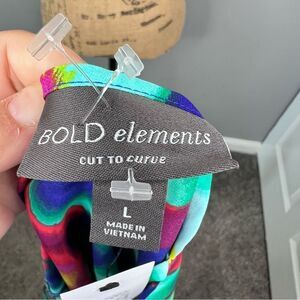 BOLD elements
CUT TO curve
L
MADE IN
VIETNAM